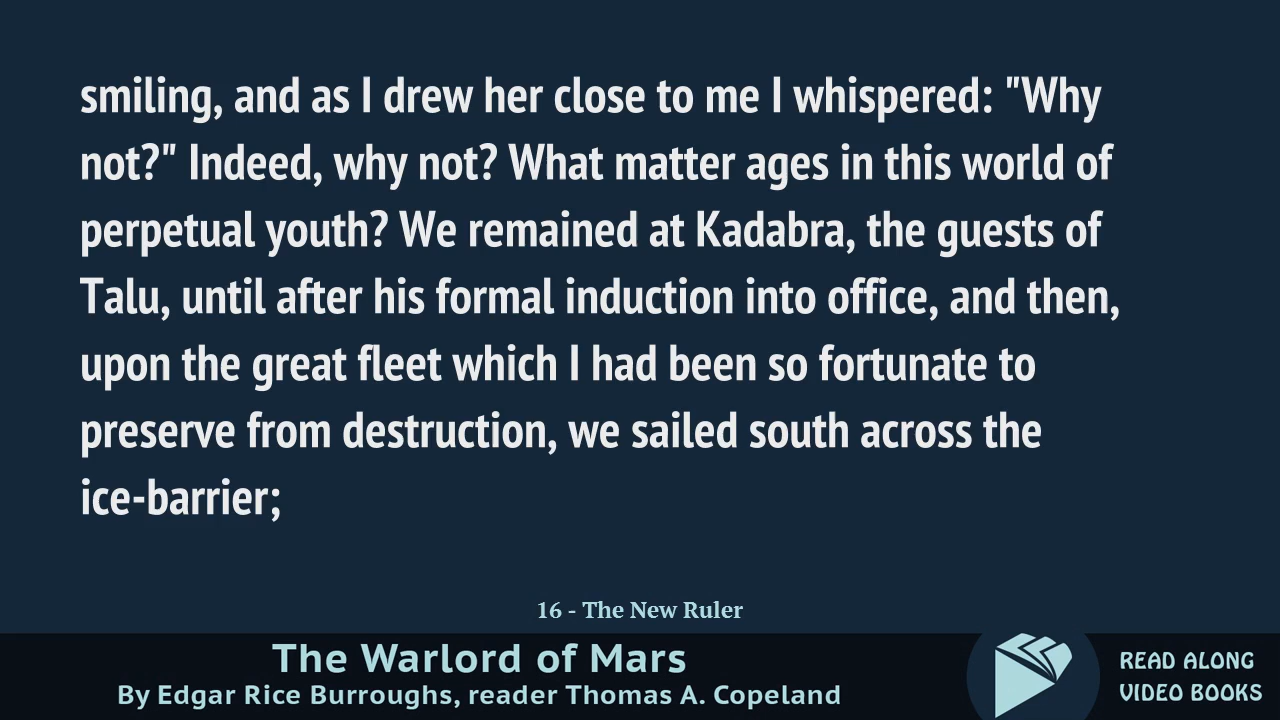 smiling, and as I drew her close to me I whispered: "Why
not?" Indeed, why not? What matter ages in this world of
perpetual youth? We remained at Kadabra, the guests of
Talu, until after his formal induction into office, and then,
upon the great fleet which I had been so fortunate to
preserve from destruction, we sailed south across the
ice-barrier;
16 - The New Ruler
The Warlord of Mars
By Edgar Rice Burroughs, reader Thomas A. Copeland
READ ALONG
VIDEO BOOKS